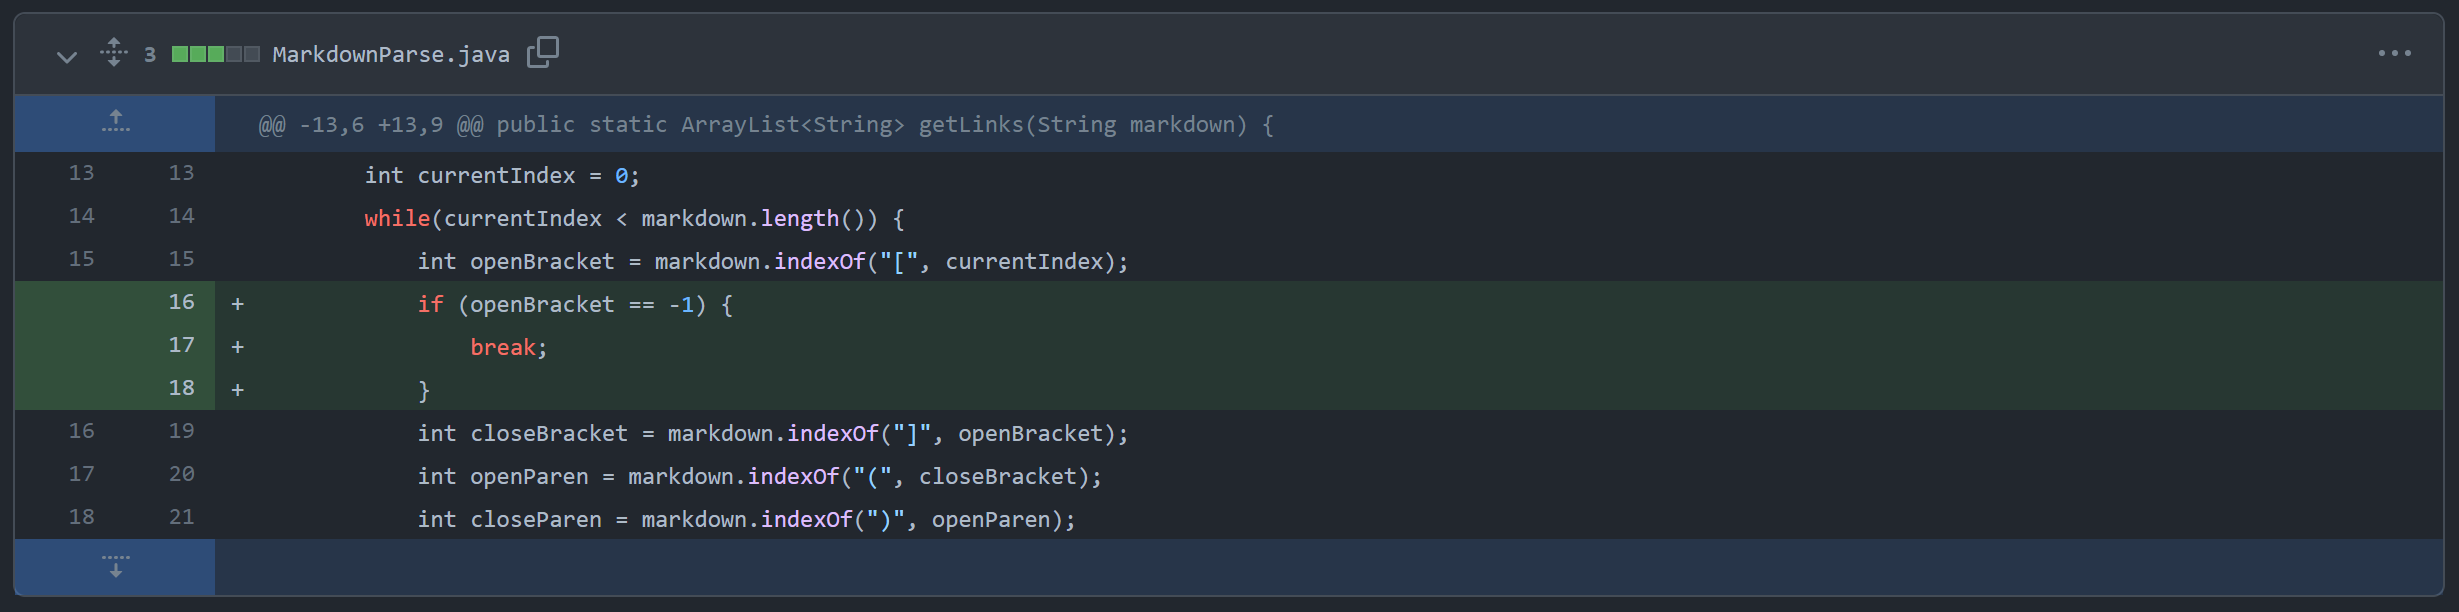 3 MarkdownParse.java
@@ -13,6 +13,9 @@ public static ArrayList<String> getLinks(String markdown) {
13 13 int currentIndex = 0;
14 14 while(currentIndex < markdown.length()) {
15 15 int openBracket = markdown.indexOf("[", currentIndex);
16 + if (openBracket == -1) {
17 + break;
18 + }
16 19 int closeBracket = markdown.indexOf("]", openBracket);
17 20 int openParen = markdown.indexOf("(", closeBracket);
18 21 int closeParen = markdown.indexOf(")", openParen);